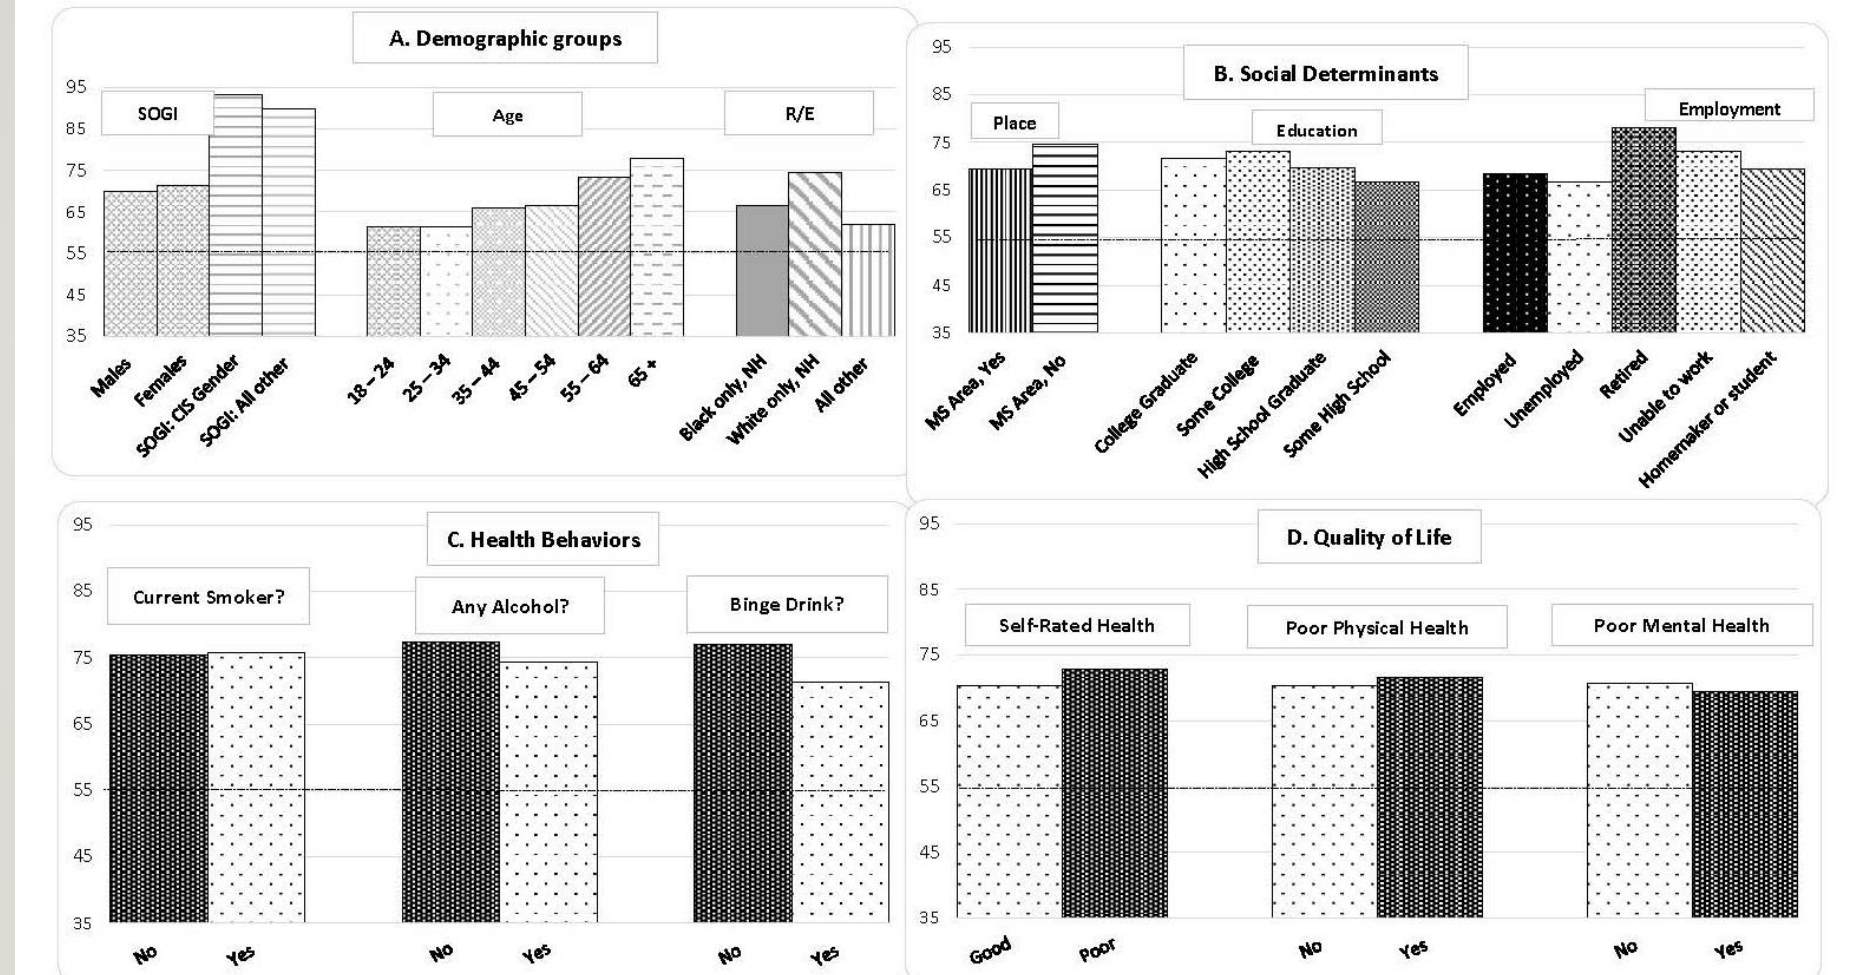 A. Demographic groups
95
85
75
65
55
45
35
SOGI
Age
R/E
Males
Females
SOGI: CIS Gender
SOGI: All other
18 – 24
25 – 34
35 – 44
45 – 54
55 – 64
65 +
Black only, NH
White only, NH
All other
B. Social Determinants
95
85
75
65
55
45
35
Place
Education
Employment
MS Area, Yes
MS Area, No
College Graduate
Some College
High School Graduate
Some High School
Employed
Unemployed
Retired
Unable to work
Homemaker or student
C. Health Behaviors
95
85
75
65
55
45
35
Current Smoker?
Any Alcohol?
Binge Drink?
No
Yes
No
Yes
No
Yes
D. Quality of Life
95
85
75
65
55
45
35
Self-Rated Health
Poor Physical Health
Poor Mental Health
Good
Poor
No
Yes
No
Yes